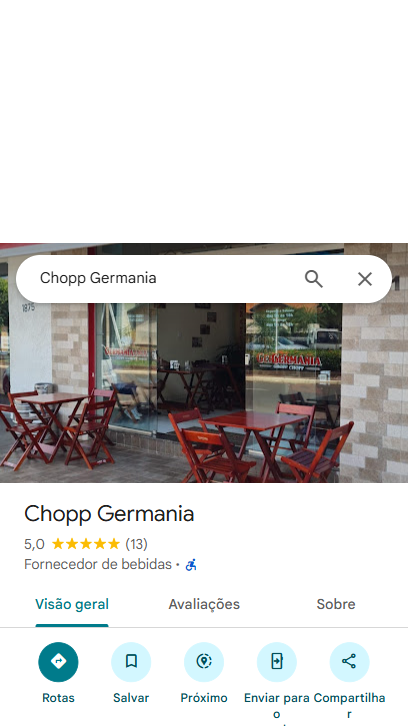 Chopp Germania
1875
GERMANIA
Chopp Germania
5,0 (13)
Fornecedor de bebidas ·
Visão geral
Avaliações
Sobre
Rotas
Salvar
Próximo
Enviar para o
Compartilhar